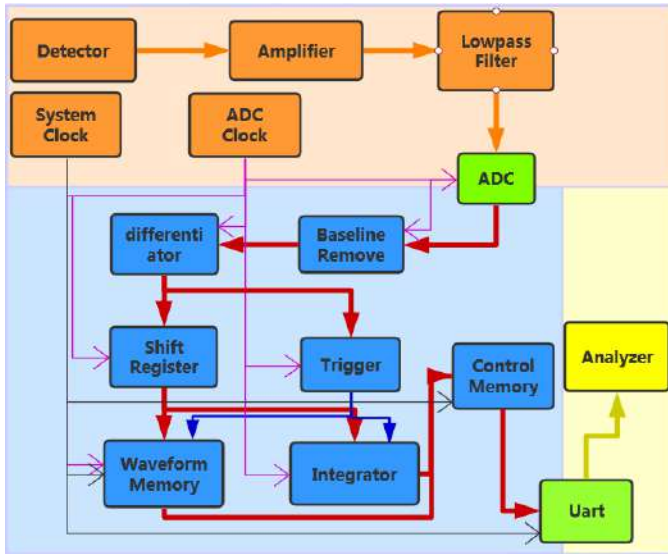 Detector
Amplifier
Lowpass
Filter
System
Clock
ADC
Clock
ADC
differenti
ator
Baseline
Remove
Shift
Register
Trigger
Control
Memory
Analyzer
Waveform
Memory
Integrator
Uart